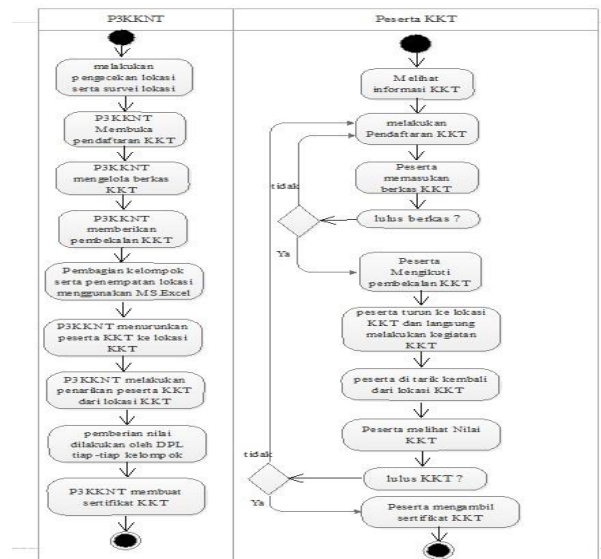 P3KKNT
melakukan
pengecekan lokasi
serta survei lokasi
P3KKNT
Membuka
pendaftaran KKT
P3KKNT
mengelola berkas
KKT
P3KKNT
memberikan
pembekalan KKT
Pembagian kelompok
serta penempatan lokasi
menggunakan MS.Excel
P3KKNT menurunkan
peserta KKT ke lokasi
KKT
P3KKNT melakukan
penarikan peserta KKT
dari lokasi KKT
pemberian nilai
dilakukan oleh DPL
tiap-tiap kelompok
P3KKNT membuat
sertifikat KKT
Peserta KKT
Melihat
informasi KKT
melakukan
Pendaftaran KKT
Peserta
memasukan
berkas KKT
lulus berkas ?
tidak
Ya
Peserta
Mengikuti
pembekalan KKT
peserta turun ke lokasi
KKT dan langsung
melakukan kegiatan
KKT
peserta di tarik kembali
dari lokasi KKT
Peserta melihat Nilai
KKT
lulus KKT ?
tidak
Ya
Peserta mengambil
sertifikat KKT